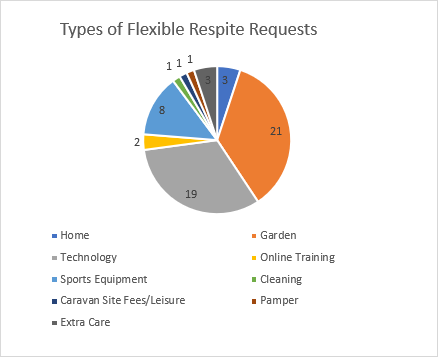 Types of Flexible Respite Requests
1 1 1 3 3
8
21
2
19
Home Garden
Technology Online Training
Sports Equipment Cleaning
Caravan Site Fees/Leisure Pamper
Extra Care